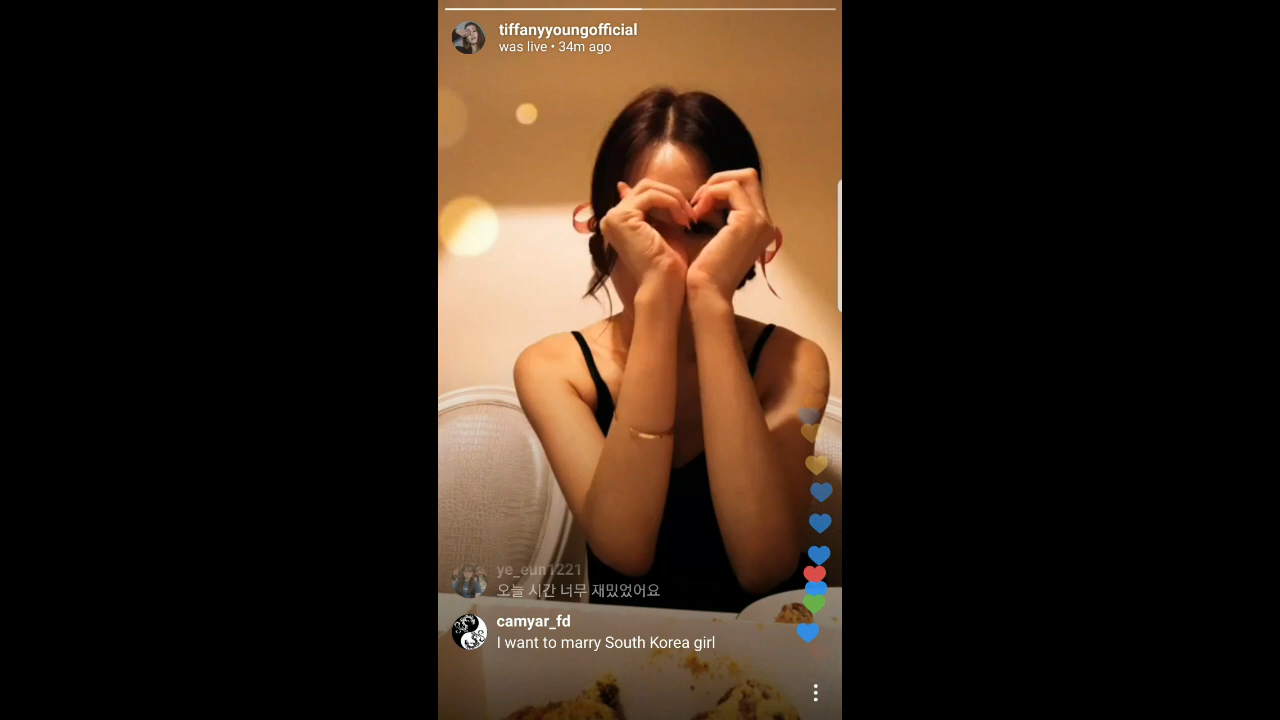 tiffanyyoungofficial
was live • 34m ago
ye_eun1221
오늘 시간 너무 재밌었어요
camyar_fd
I want to marry South Korea girl